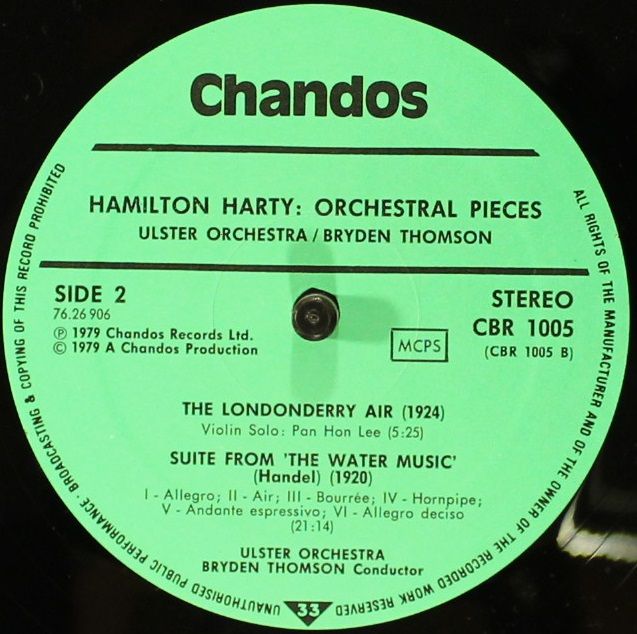 Chandos
HAMILTON HARTY: ORCHESTRAL PIECES
ULSTER ORCHESTRA / BRYDEN THOMSON
SIDE 2
76.26 906
℗ 1979 Chandos Records Ltd.
© 1979 A Chandos Production
STEREO
CBR 1005
(CBR 1005 B)
MCPS
THE LONDONDERRY AIR (1924)
Violin Solo: Pan Hon Lee (5:25)
SUITE FROM 'THE WATER MUSIC'
(Handel) (1920)
I - Allegro; II - Air; III - Bourrée; IV - Hornpipe;
V - Andante espressivo; VI - Allegro deciso
(21:14)
ULSTER ORCHESTRA
BRYDEN THOMSON Conductor
33
ALL RIGHTS OF THE MANUFACTURER AND OF THE OWNER OF THE RECORDED WORK RESERVED
UNAUTHORISED PUBLIC PERFORMANCE · BROADCASTING & COPYING OF THIS RECORD PROHIBITED